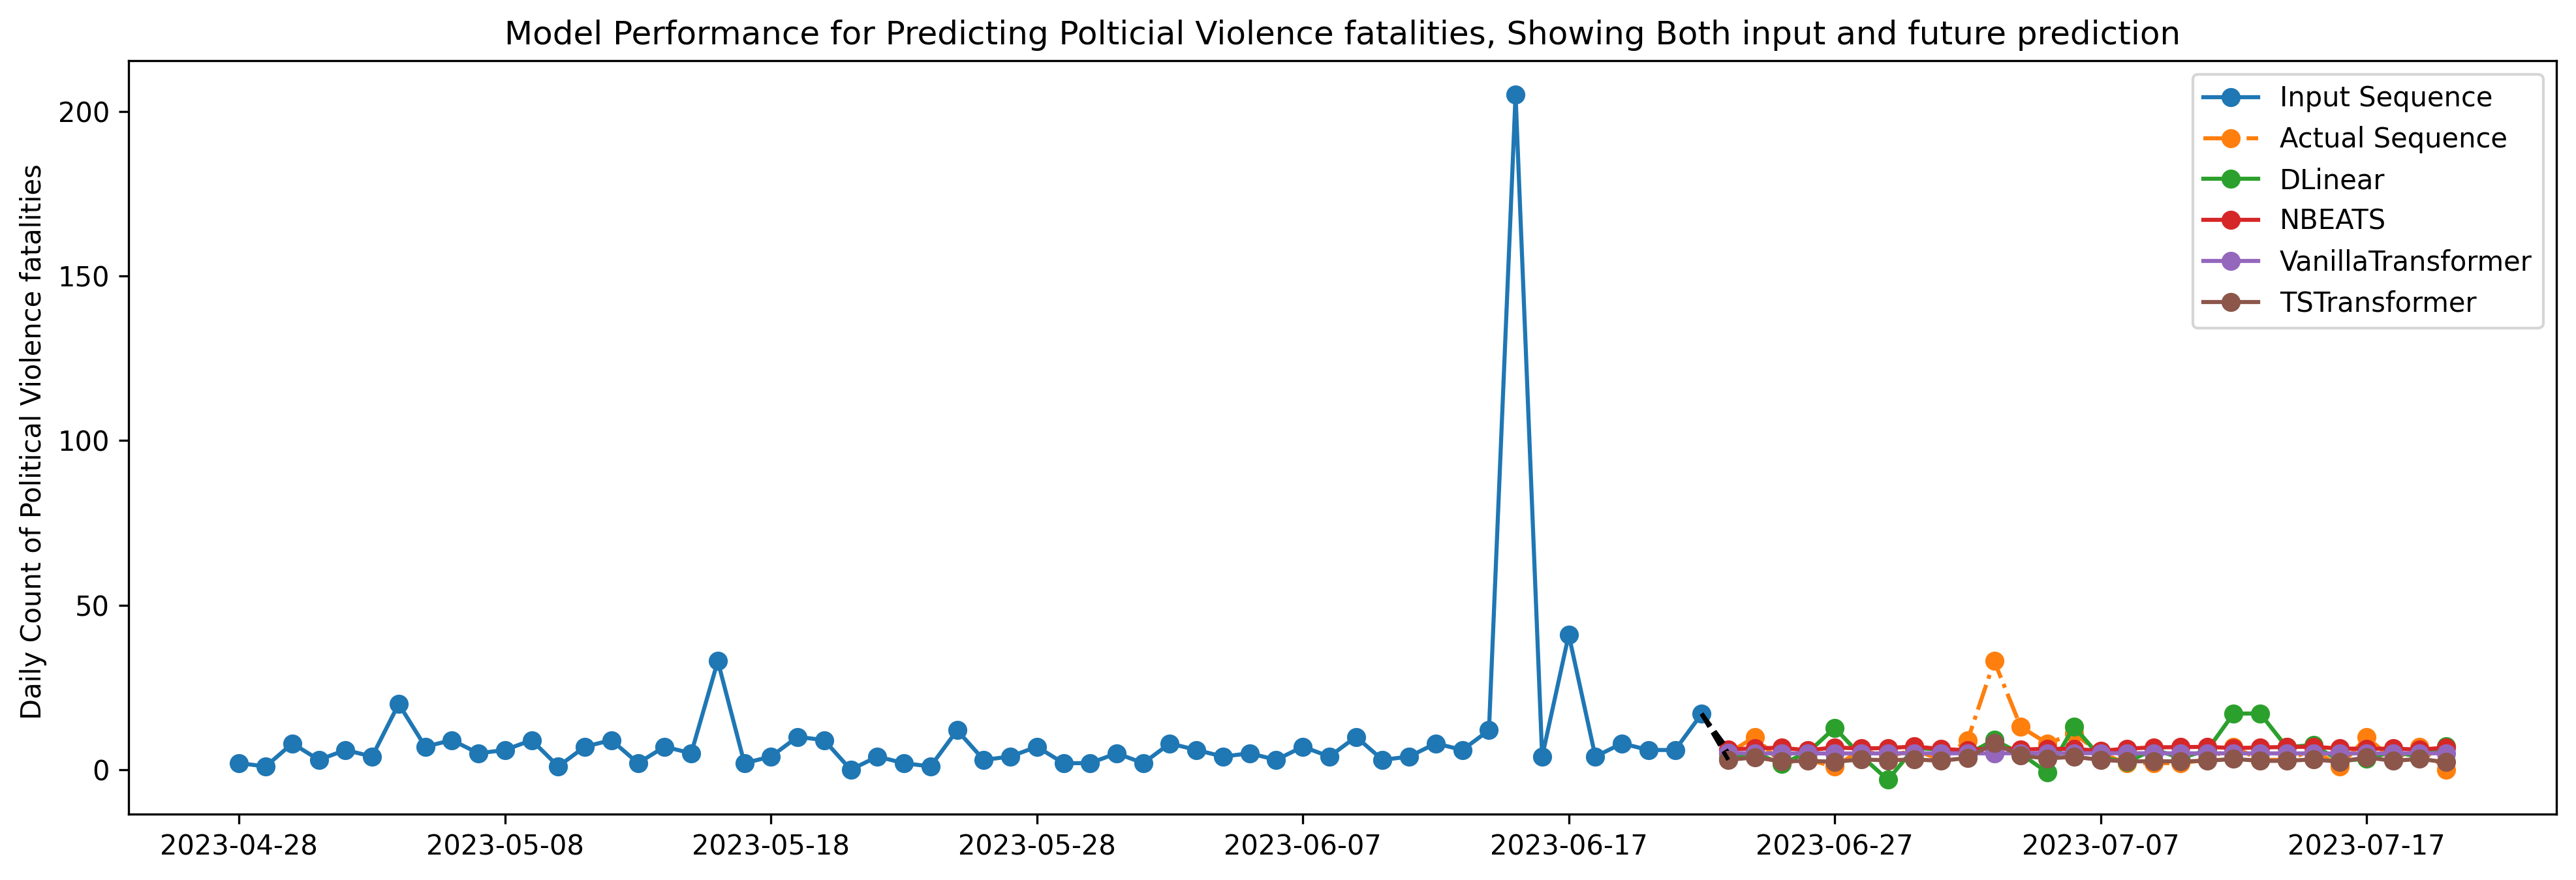 Model Performance for Predicting Polticial Violence fatalities, Showing Both input and future prediction
Daily Count of Political Violence fatalities
200
150
100
50
0
Input Sequence
Actual Sequence
DLinear
NBEATS
VanillaTransformer
TSTransformer
2023-04-28 2023-05-08 2023-05-18 2023-05-28 2023-06-07 2023-06-17 2023-06-27 2023-07-07 2023-07-17